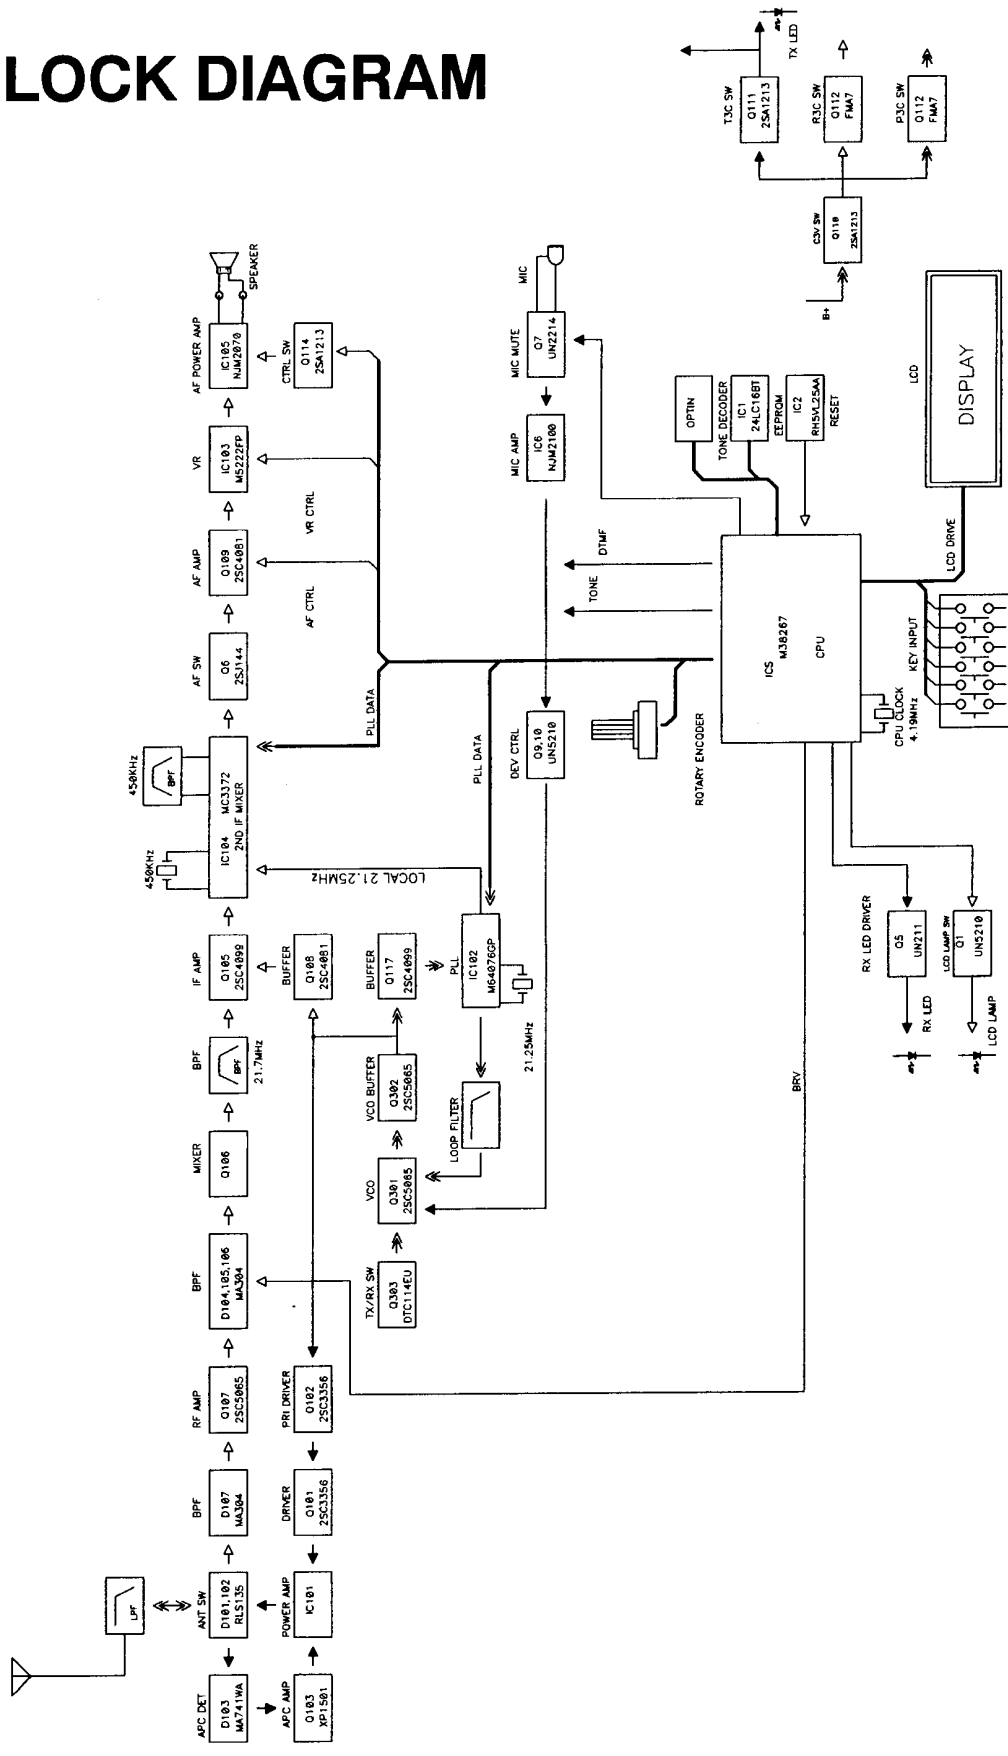 LOCK DIAGRAM
TX LED
T3C SW
Q111
2SA1213
R3C SW
Q112
FMA7
P3C SW
Q112
FMA7
C3V SW
Q110
2SA1213
B+
SPEAKER
AF POWER AMP
IC105
NJM2070
CTRL SW
Q114
2SA1213
VR
IC103
M5222FP
VR CTRL
AF AMP
Q109
2SC4081
AF CTRL
AF SW
Q6
2SJ144
PLL DATA
450KHz
BPF
450KHz
IC104 MC3372
2ND IF MIXER
LOCAL 21.25MHz
IF AMP
Q105
2SC4099
BUFFER
Q108
2SC4081
BUFFER
Q117
2SC4099
PLL
IC102
M64076GP
21.25MHz
PLL DATA
BPF
BPF
21.7MHz
VCO BUFFER
Q302
2SC5065
LOOP FILTER
MIXER
Q106
VCO
Q301
2SC5065
BPF
D104,105,106
MA304
TX/RX SW
Q303
DTC114EU
RF AMP
Q107
2SC5065
PRI DRIVER
Q102
2SC3356
BPF
D107
MA304
DRIVER
Q101
2SC3356
LPF
ANT SW
D101,102
RLS135
POWER AMP
IC101
APC DET
D103
MA741WA
APC AMP
Q103
XP1501
MIC
MIC MUTE
Q7
UN2214
MIC AMP
IC6
NJM2100
DTMF
TONE
DEV CTRL
Q9,10
UN5210
ROTARY ENCODER
OPTIN
TONE DECODER
IC1
24LC16BT
EEPROM
IC2
RH5VL25AA
RESET
IC5
M38267
CPU
LCD
DISPLAY
LCD DRIVE
KEY INPUT
CPU CLOCK
4.19MHz
BRV
RX LED DRIVER
Q5
UN211
RX LED
LCD LAMP SW
Q1
UN5210
LCD LAMP